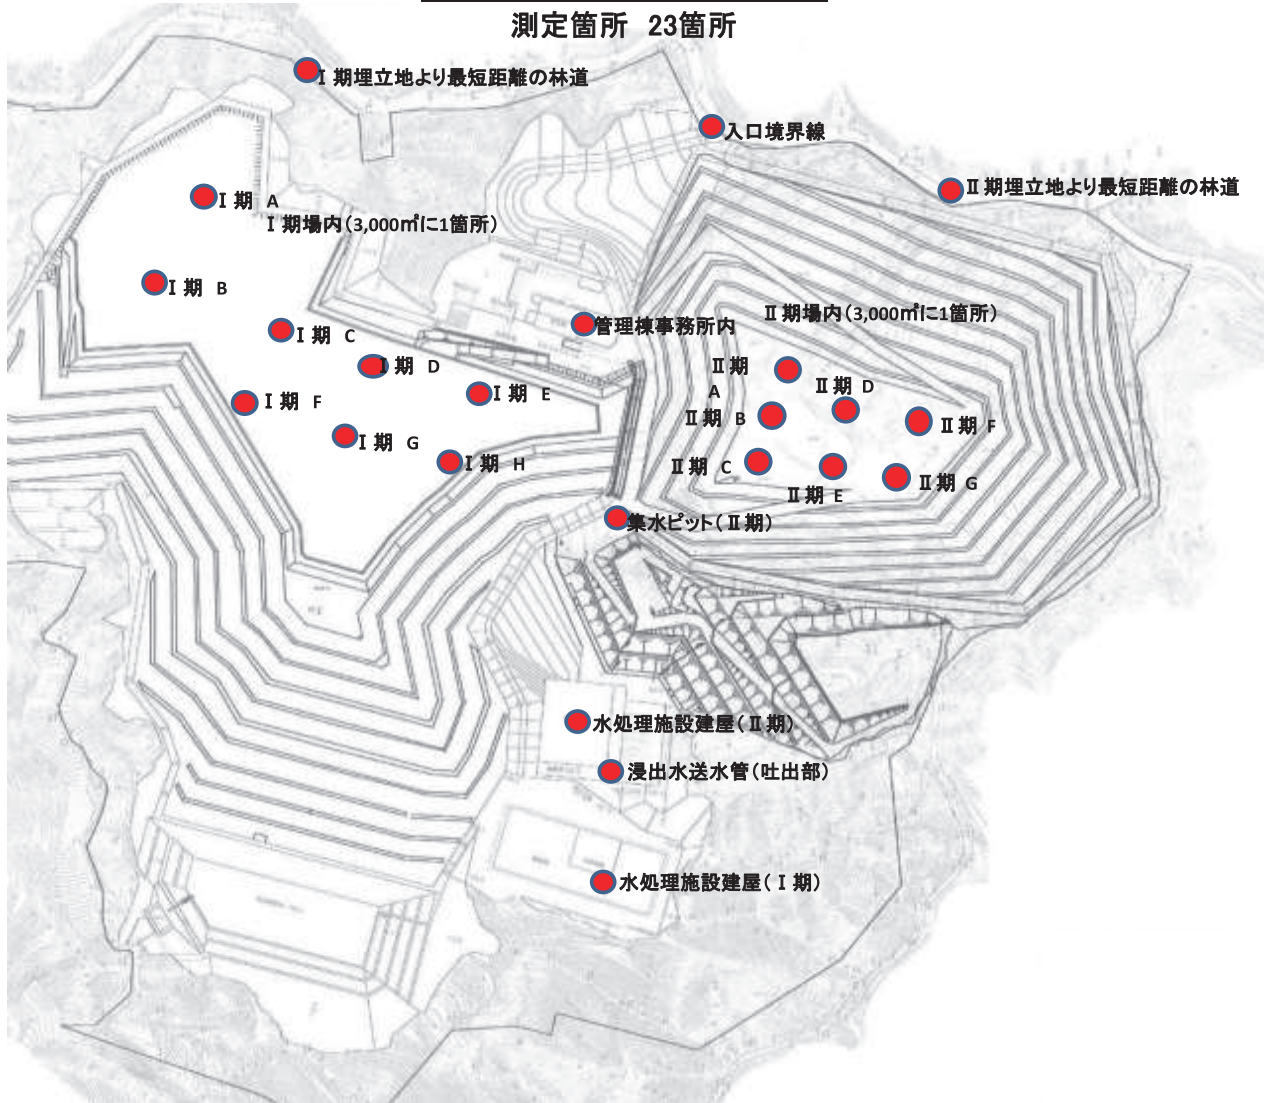 測定箇所 23箇所
Ⅰ期埋立地より最短距離の林道
入口境界線
Ⅱ期埋立地より最短距離の林道
Ⅰ期 A
Ⅰ期場内(3,000㎡に1箇所)
Ⅰ期 B
Ⅰ期 C
Ⅰ期 D
Ⅰ期 E
Ⅰ期 F
Ⅰ期 G
Ⅰ期 H
管理棟事務所内
Ⅱ期場内(3,000㎡に1箇所)
Ⅱ期
A
Ⅱ期 D
Ⅱ期 B
Ⅱ期 F
Ⅱ期 C
Ⅱ期 E
Ⅱ期 G
集水ピット(Ⅱ期)
水処理施設建屋(Ⅱ期)
浸出水送水管(吐出部)
水処理施設建屋(Ⅰ期)